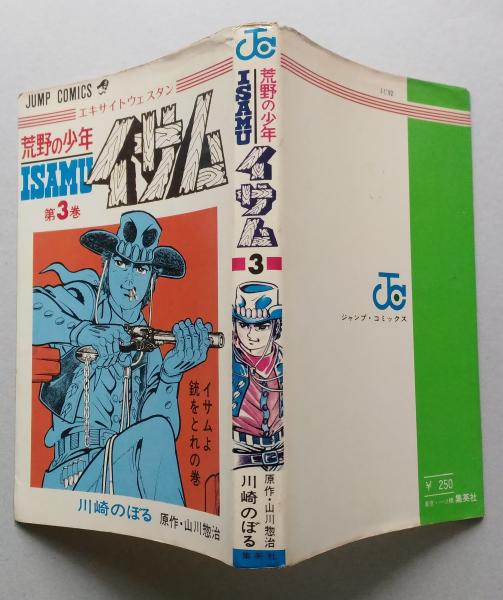 JUMP COMICS
エキサイトウェスタン
荒野の少年
ISAMU
イサム
第3巻
イサムよ
銃をとれの巻
川崎のぼる
原作・山川惣治
JC
荒野の少年
ISAMU
イサム
3
原作・山川惣治
川崎のぼる
集英社
JC
ジャンプ・コミックス
¥ 250
集英社